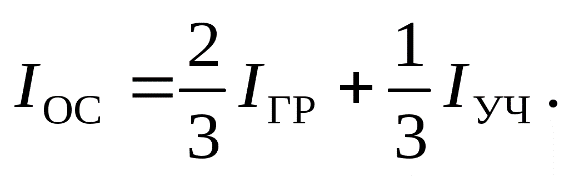 I_ОС = 2/3 I_ГР + 1/3 I_УЧ .